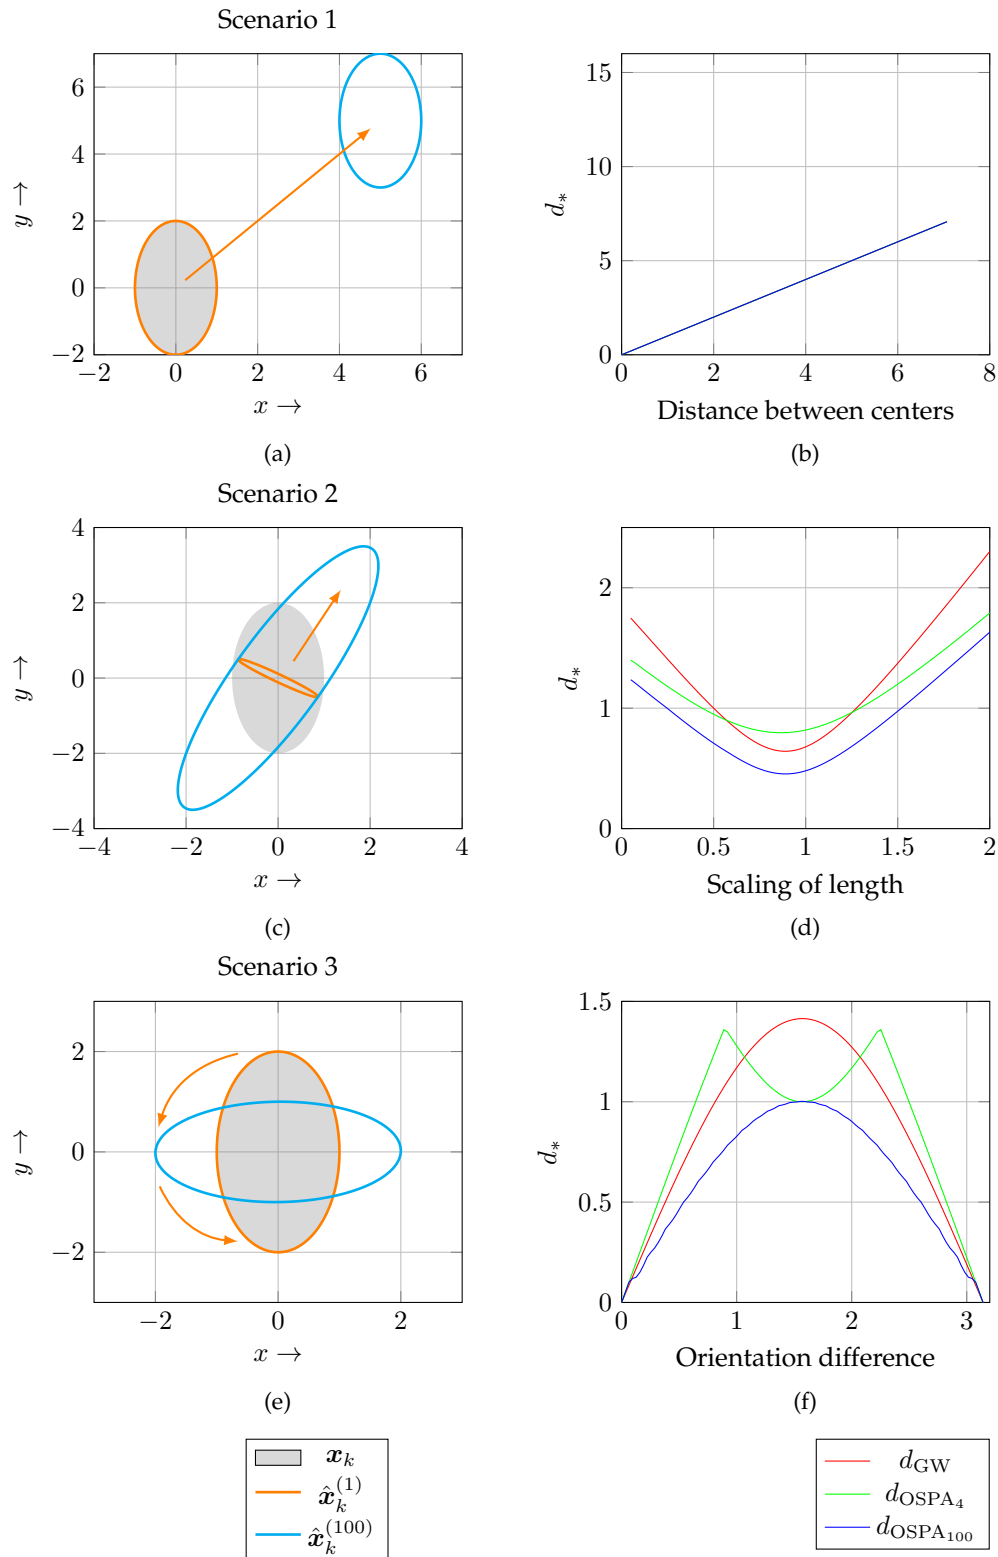 Scenario 1
6
4
2
0
−2
−2
0
2
4
6
y →
x →
(a)
15
10
5
0
0
2
4
6
8
d∗
Distance between centers
(b)
Scenario 2
4
2
0
−2
−4
−4
−2
0
2
4
y →
x →
(c)
2
1
0
0
0.5
1
1.5
2
d∗
Scaling of length
(d)
Scenario 3
2
0
−2
−2
0
2
y →
x →
(e)
1.5
1
0.5
0
0
1
2
3
d∗
Orientation difference
(f)
x_k
x̂_k^(1)
x̂_k^(100)
d_GW
d_OSPA_4
d_OSPA_100